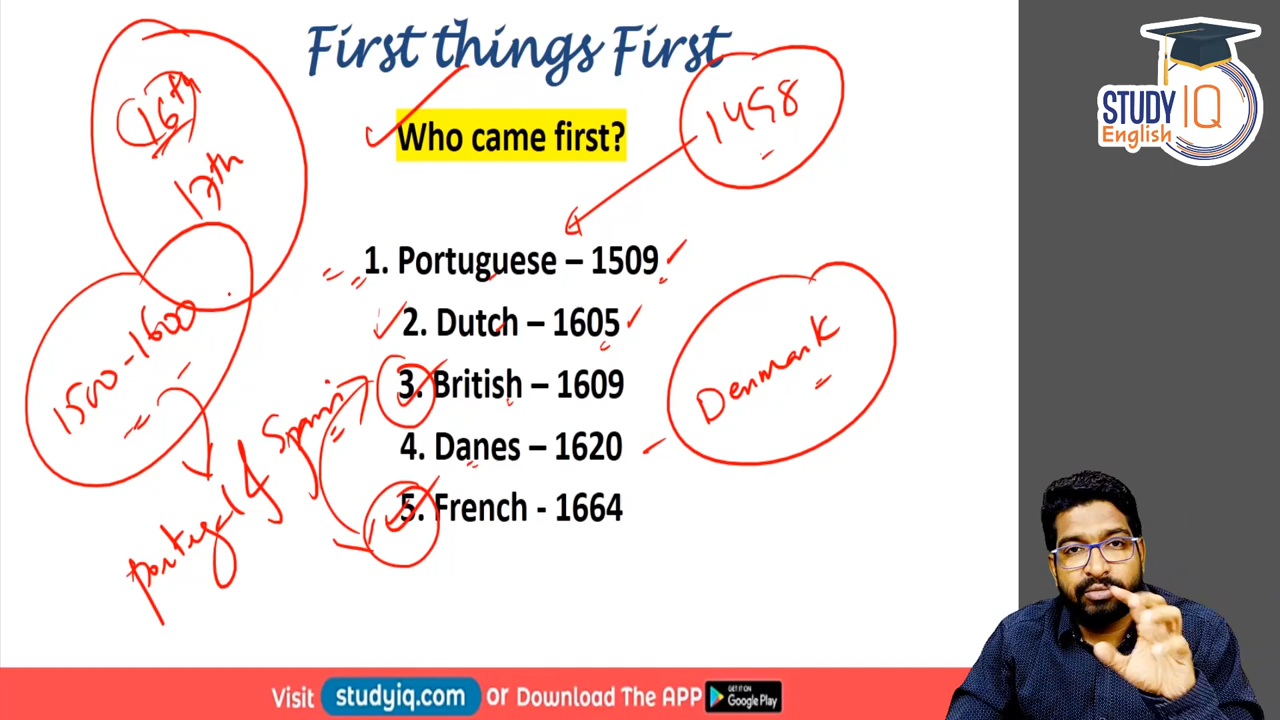 First things First
16th
17th
Who came first?
1498
1. Portuguese – 1509
2. Dutch – 1605
3. British – 1609
4. Danes – 1620
5. French - 1664
1500-1600
Portugal & Spain
Denmark
STUDY IQ
English
Visit studyiq.com or Download The APP GET IT ON Google Play